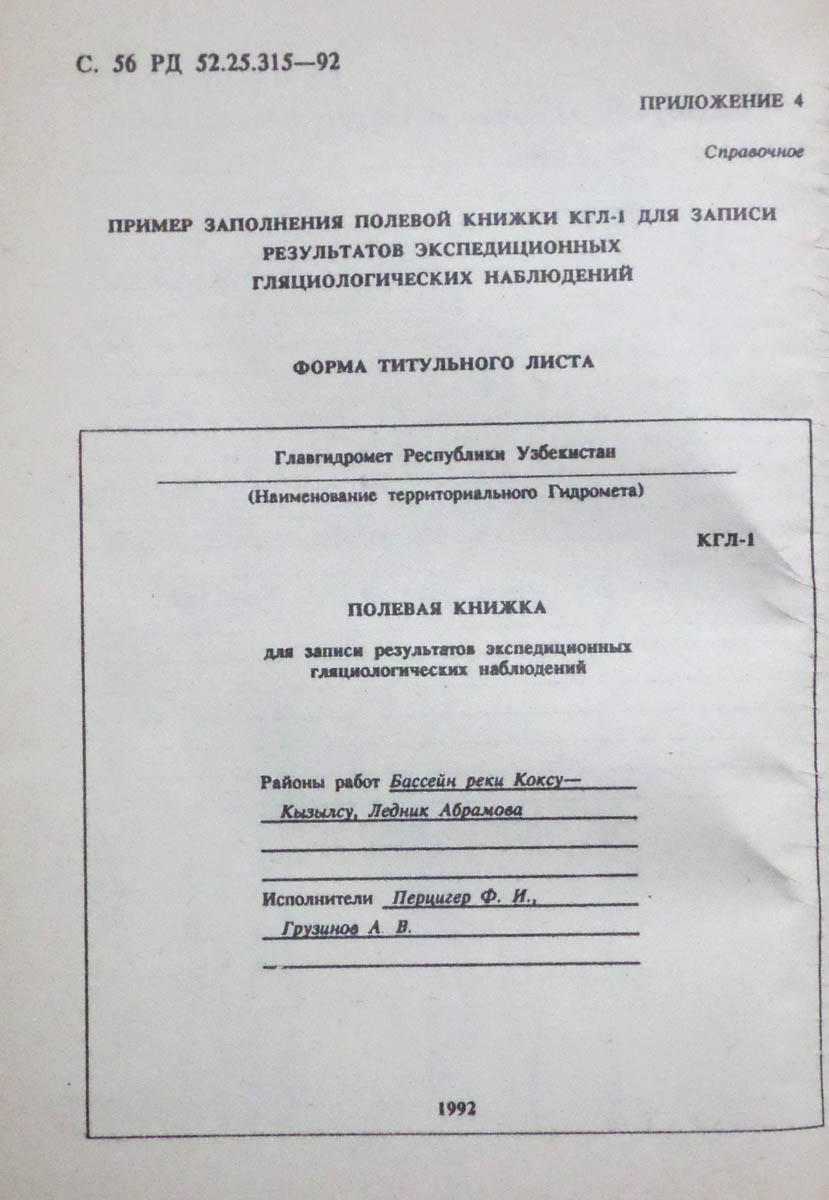 С. 56 РД 52.25.315—92
ПРИЛОЖЕНИЕ 4
Справочное
ПРИМЕР ЗАПОЛНЕНИЯ ПОЛЕВОЙ КНИЖКИ КГЛ-1 ДЛЯ ЗАПИСИ
РЕЗУЛЬТАТОВ ЭКСПЕДИЦИОННЫХ
ГЛЯЦИОЛОГИЧЕСКИХ НАБЛЮДЕНИЙ
ФОРМА ТИТУЛЬНОГО ЛИСТА
Главгидромет Республики Узбекистан
(Наименование территориального Гидромета)
КГЛ-1
ПОЛЕВАЯ КНИЖКА
для записи результатов экспедиционных
гляциологических наблюдений
Районы работ Бассейн реки Коксу—
Кызылсу, Ледник Абрамова
Исполнители Перцигер Ф. И.,
Грузинов А. В.
1992